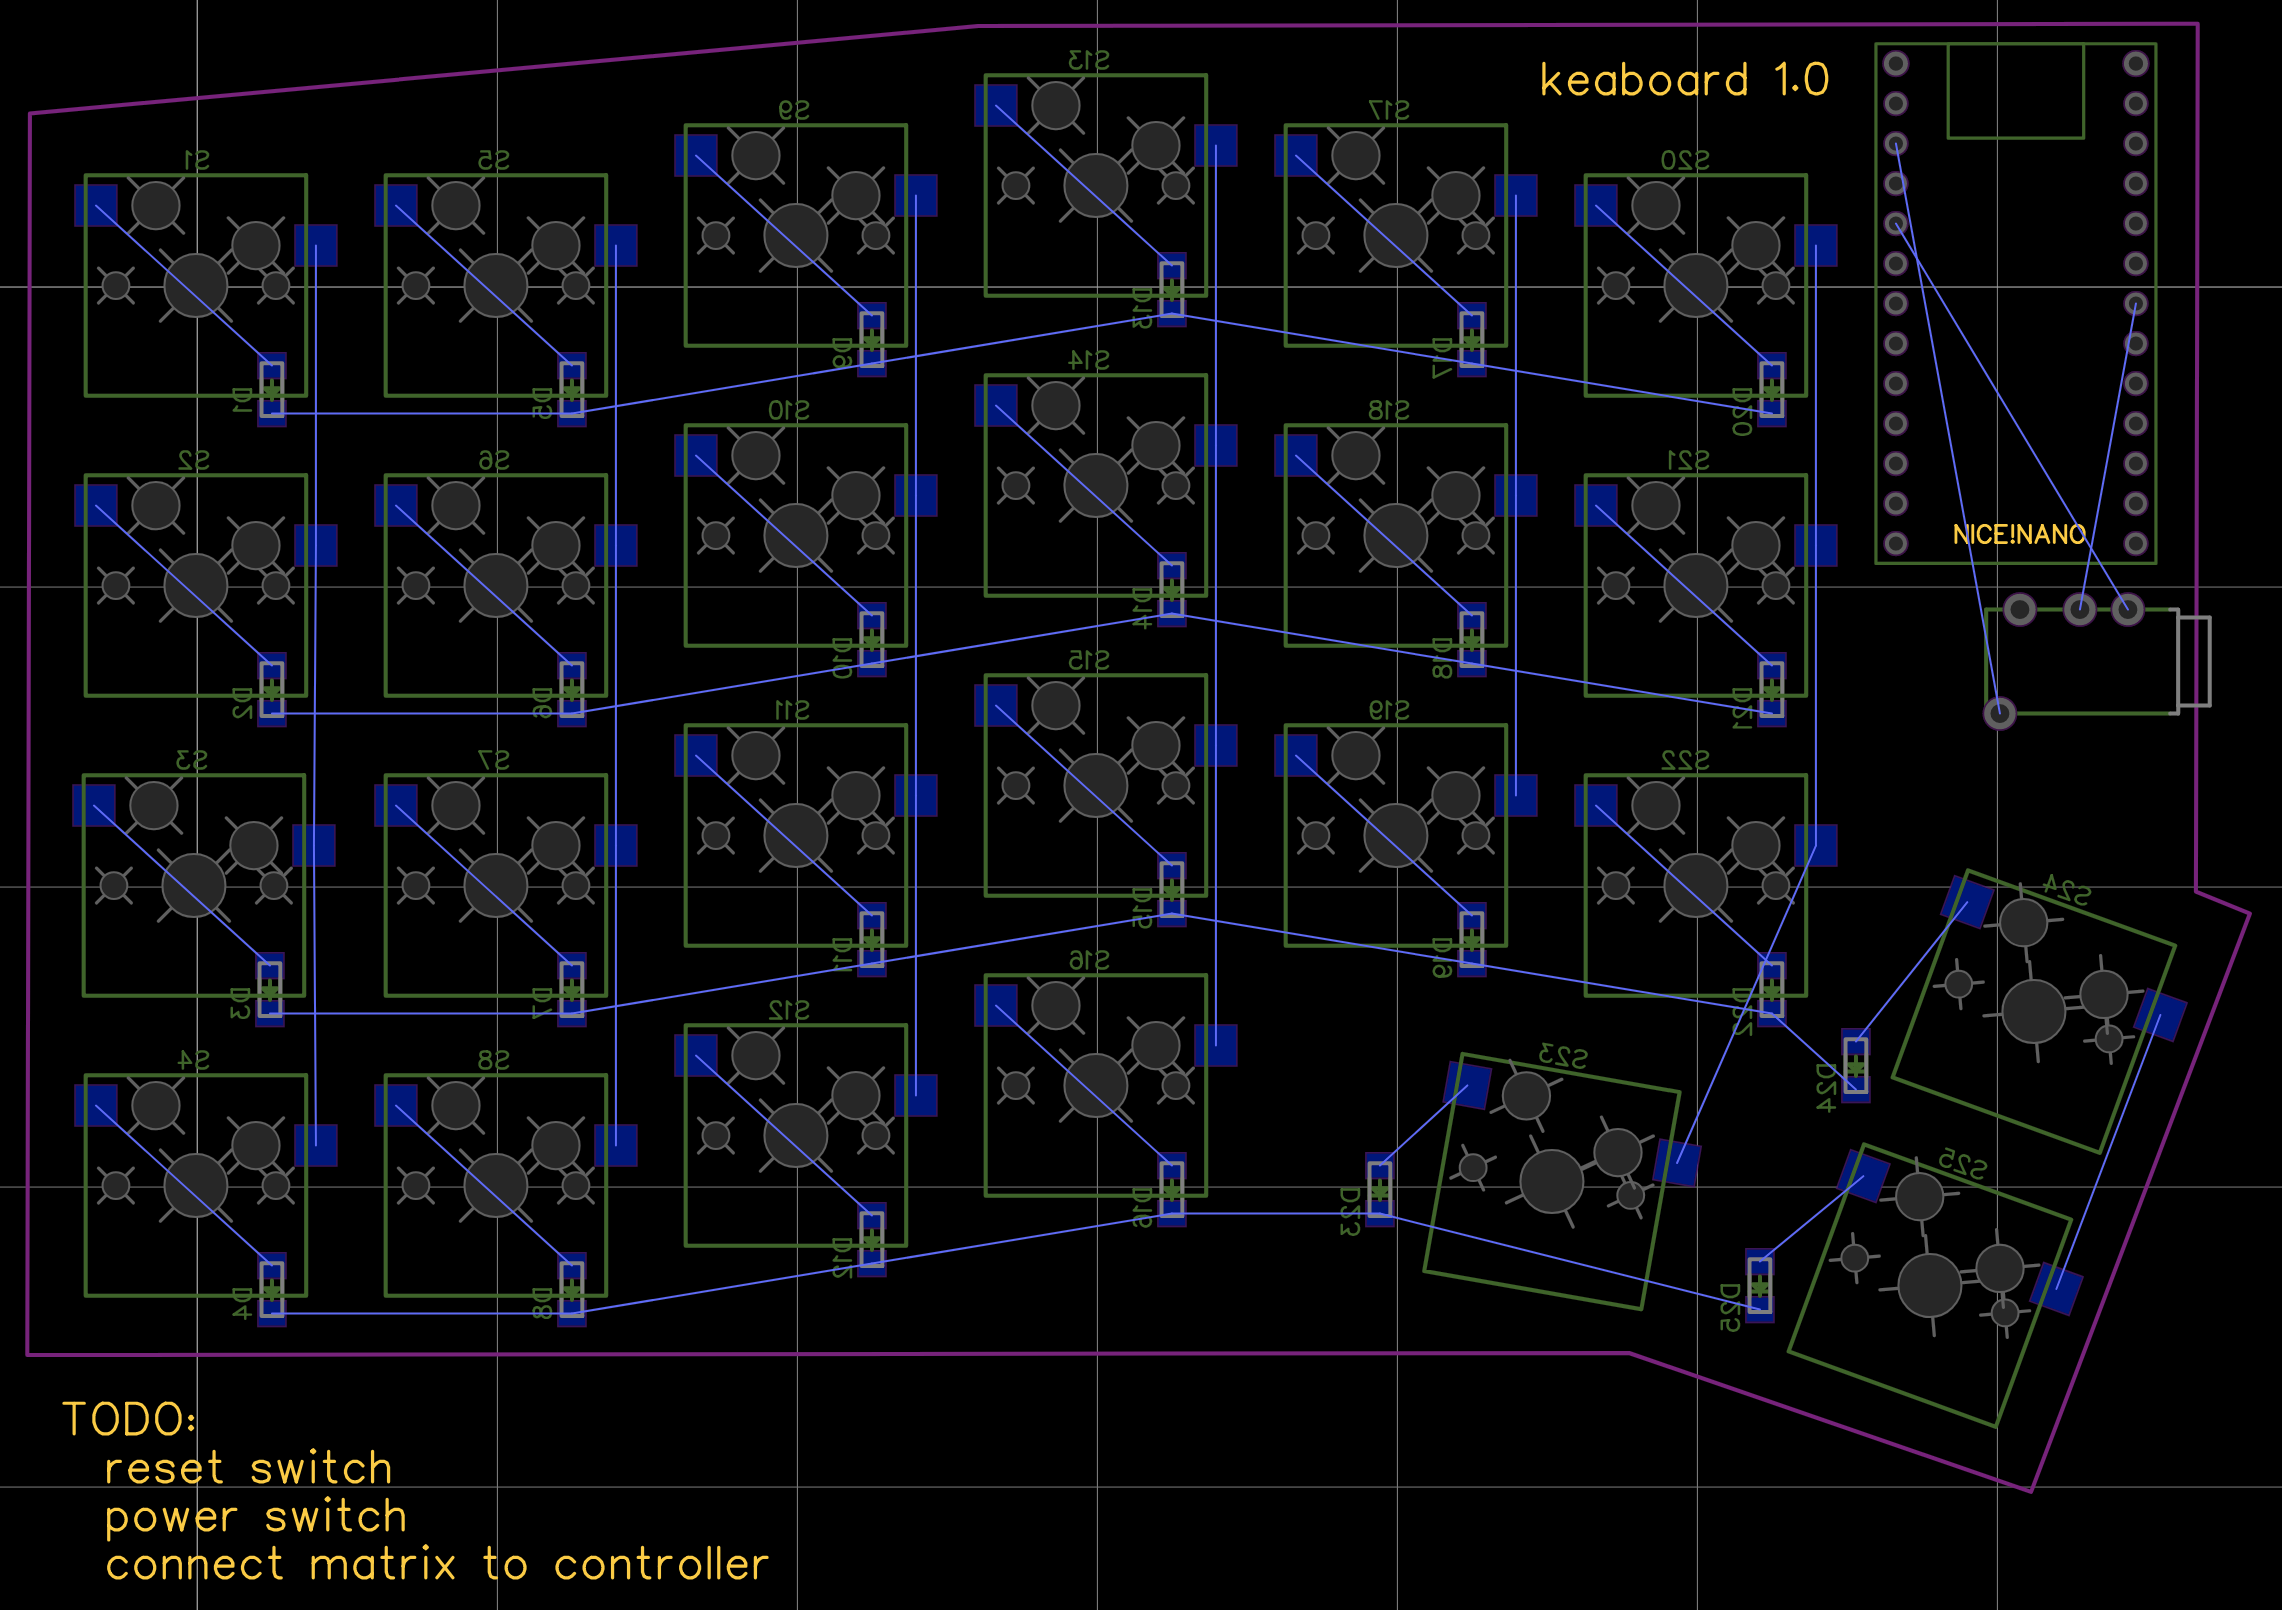 keaboard 1.0
S13
S9
S17
S1
S5
S20
D13
D9
D17
S14
D1
D5
D20
S10
S18
S2
S6
S21
NICE!NANO
D14
D10
D18
S15
D2
D6
D21
S11
S19
S3
S7
S22
S24
D15
D11
D19
S16
D3
D7
D22
S12
S4
S8
S23
D24
S25
D16
D23
D12
D4
D8
D25
TODO:
reset switch
power switch
connect matrix to controller